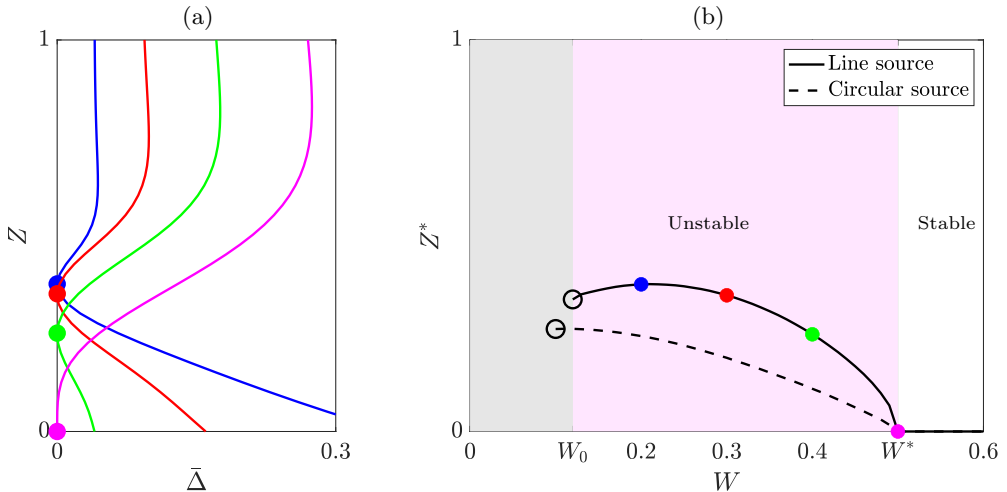 (a)
1
Z
0
0
0.3
Δ̄
(b)
1
Z*
0
Line source
Circular source
Unstable
Stable
0
W₀
0.2
0.3
0.4
W*
0.6
W